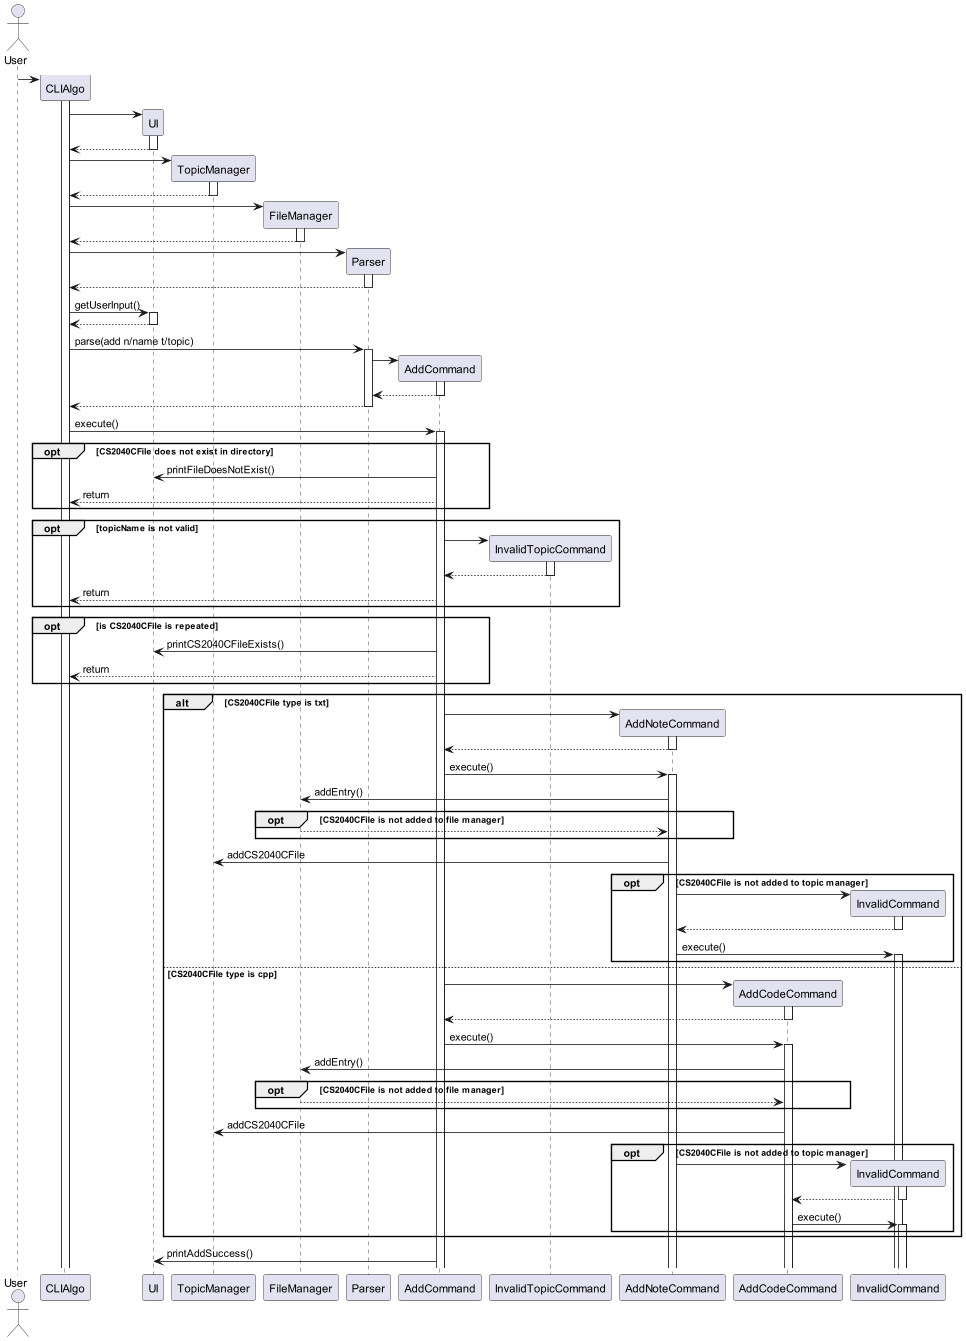 User
CLIAlgo
UI
TopicManager
FileManager
Parser
getUserInput()
parse(add n/name t/topic)
AddCommand
execute()
opt [CS2040CFile does not exist in directory]
printFileDoesNotExist()
return
opt [topicName is not valid]
InvalidTopicCommand
return
opt [is CS2040CFile is repeated]
printCS2040CFileExists()
return
alt [CS2040CFile type is txt]
AddNoteCommand
execute()
addEntry()
opt [CS2040CFile is not added to file manager]
addCS2040CFile
opt [CS2040CFile is not added to topic manager]
InvalidCommand
execute()
[CS2040CFile type is cpp]
AddCodeCommand
execute()
addEntry()
opt [CS2040CFile is not added to file manager]
addCS2040CFile
opt [CS2040CFile is not added to topic manager]
InvalidCommand
execute()
printAddSuccess()
User CLIAlgo UI TopicManager FileManager Parser AddCommand InvalidTopicCommand AddNoteCommand AddCodeCommand InvalidCommand